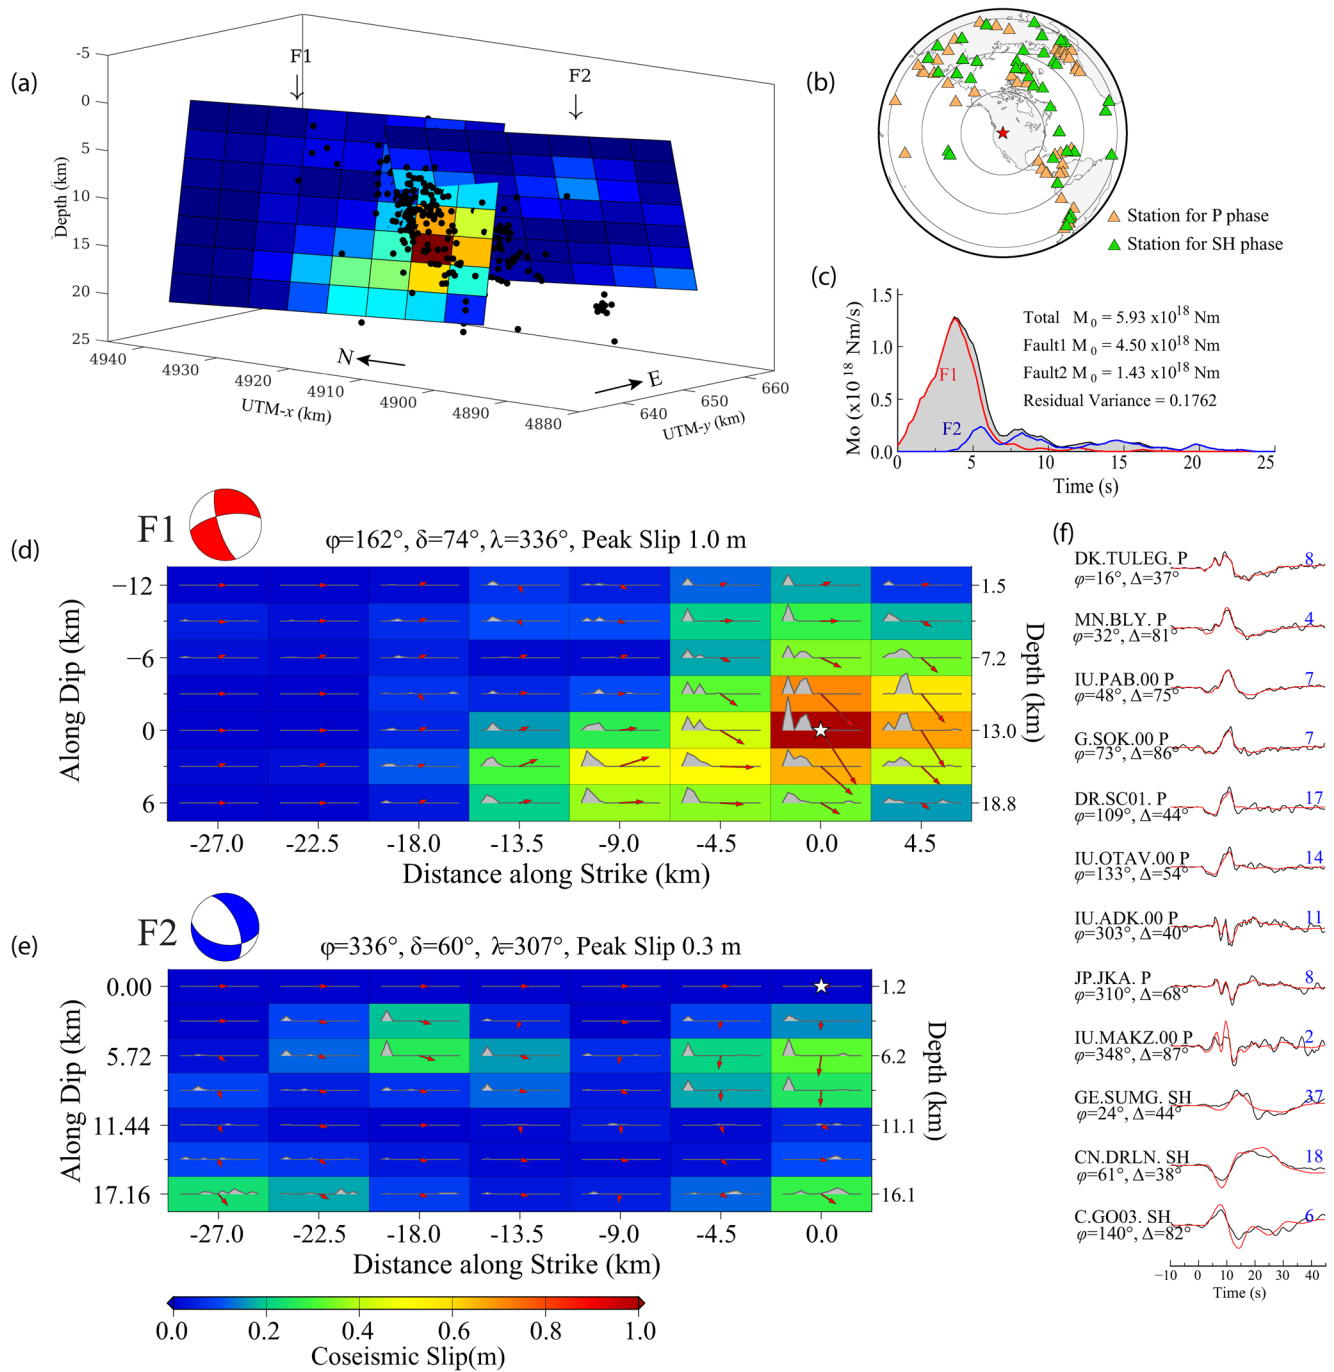 (a)
F1
F2
-5
0
5
10
15
20
25
Depth (km)
4940
4930
4920
4910
4900
4890
4880
UTM-x (km)
N
E
640
650
660
UTM-y (km)
(b)
Station for P phase
Station for SH phase
(c)
1.5
1.0
0.5
0.0
Mo (x10 18 Nm/s)
Total M0 = 5.93 x10^18 Nm
Fault1 M0 = 4.50 x10^18 Nm
Fault2 M0 = 1.43 x10^18 Nm
Residual Variance = 0.1762
F1
F2
0 5 10 15 20 25
Time (s)
(d)
F1
φ=162°, δ=74°, λ=336°, Peak Slip 1.0 m
Along Dip (km)
−12
−6
0
6
1.5
7.2
13.0
18.8
Depth (km)
-27.0 -22.5 -18.0 -13.5 -9.0 -4.5 0.0 4.5
Distance along Strike (km)
(e)
F2
φ=336°, δ=60°, λ=307°, Peak Slip 0.3 m
Along Dip (km)
0.00
5.72
11.44
17.16
1.2
6.2
11.1
16.1
Depth (km)
-27.0 -22.5 -18.0 -13.5 -9.0 -4.5 0.0
Distance along Strike (km)
0.0 0.2 0.4 0.6 0.8 1.0
Coseismic Slip(m)
(f)
DK.TULEG. P 8
φ=16°, Δ=37°
MN.BLY. P 4
φ=32°, Δ=81°
IU.PAB.00 P 7
φ=48°, Δ=75°
G.SOK.00 P 7
φ=73°, Δ=86°
DR.SC01. P 17
φ=109°, Δ=44°
IU.OTAV.00 P 14
φ=133°, Δ=54°
IU.ADK.00 P 11
φ=303°, Δ=40°
JP.JKA. P 8
φ=310°, Δ=68°
IU.MAKZ.00 P 2
φ=348°, Δ=87°
GE.SUMG. SH 37
φ=24°, Δ=44°
CN.DRLN. SH 18
φ=61°, Δ=38°
C.GO03. SH 6
φ=140°, Δ=82°
−10 0 10 20 30 40
Time (s)